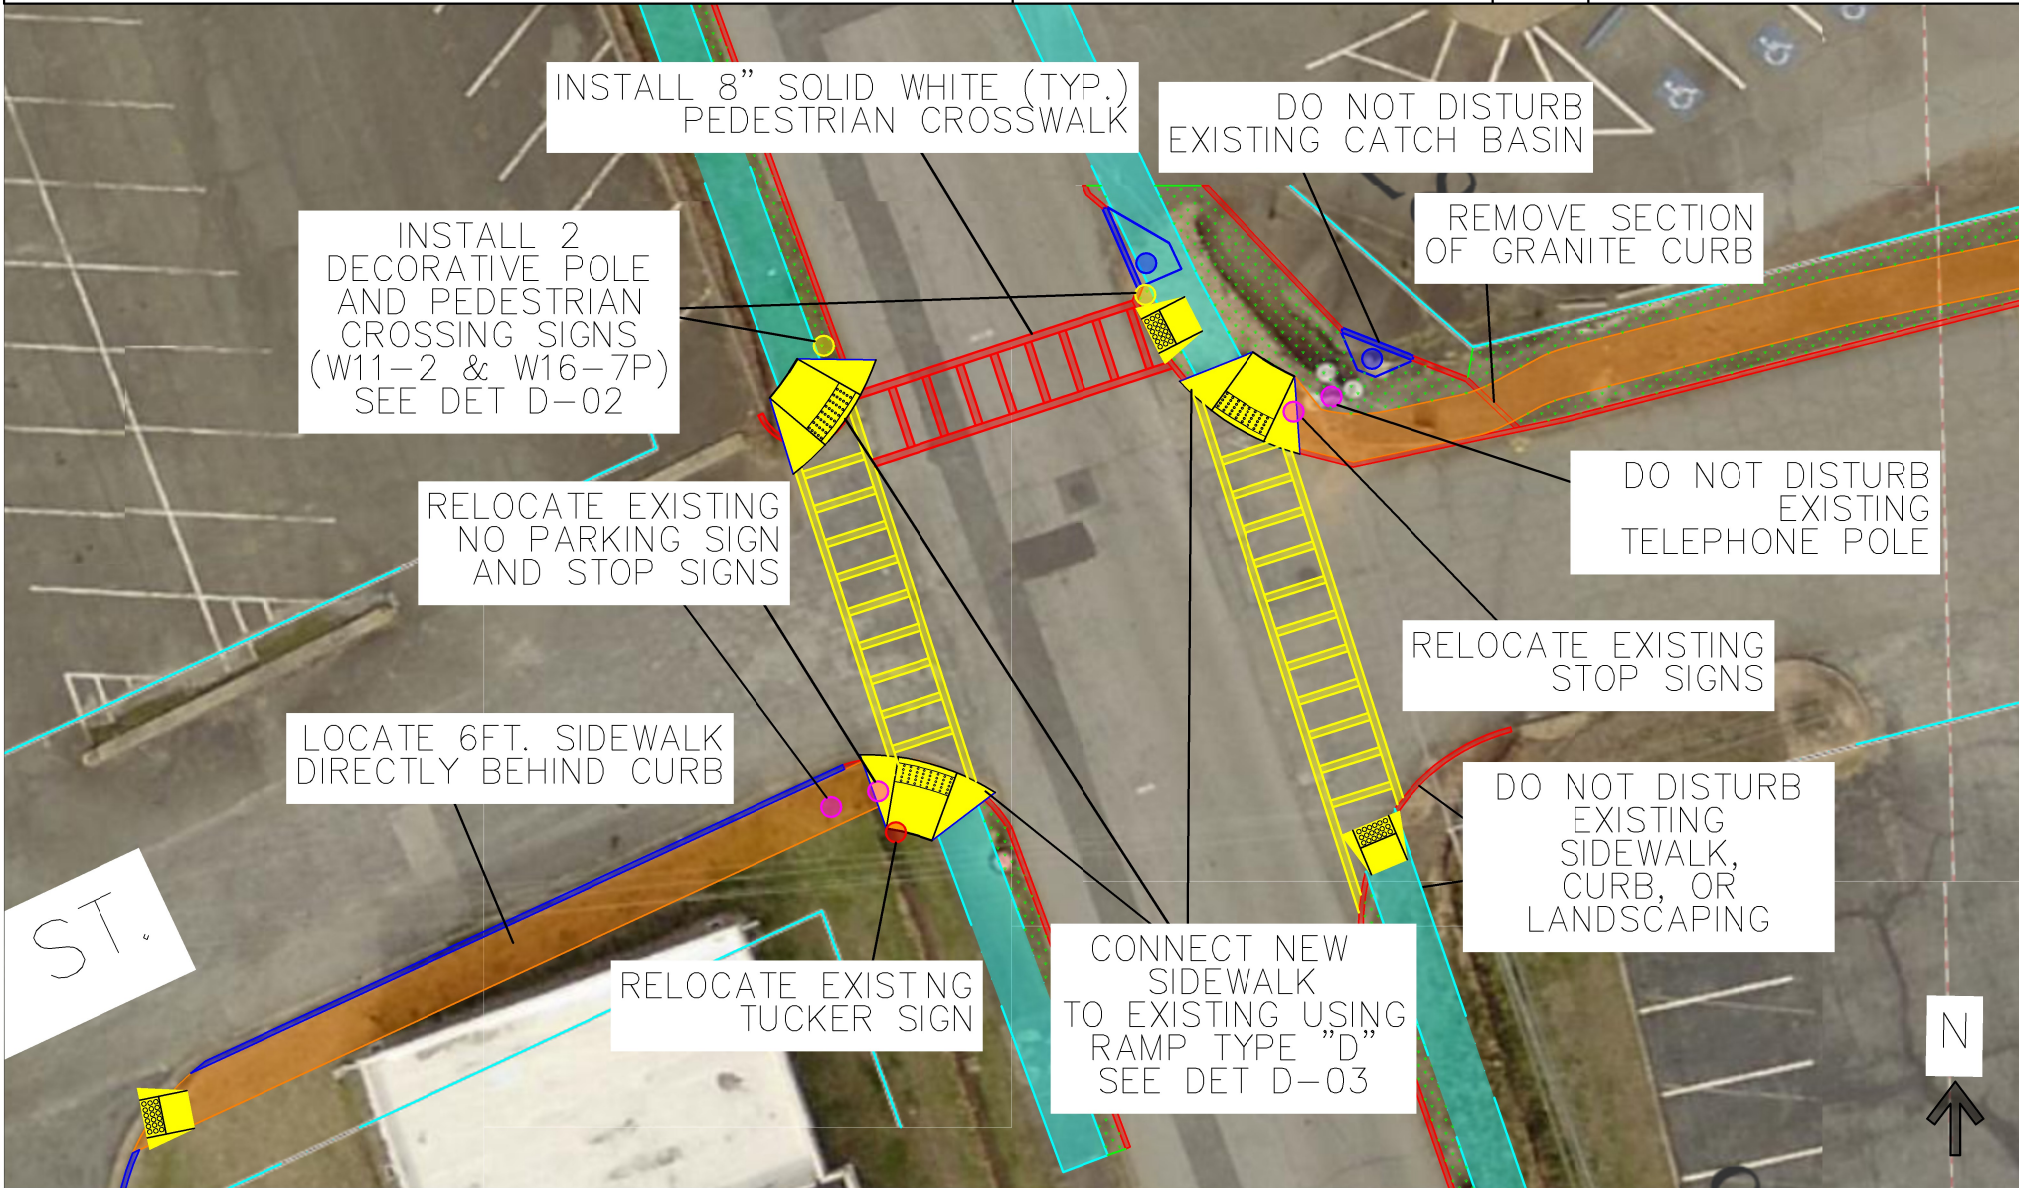 INSTALL 8" SOLID WHITE (TYP.)
PEDESTRIAN CROSSWALK
DO NOT DISTURB
EXISTING CATCH BASIN
REMOVE SECTION
OF GRANITE CURB
INSTALL 2
DECORATIVE POLE
AND PEDESTRIAN
CROSSING SIGNS
(W11-2 & W16-7P)
SEE DET D-02
RELOCATE EXISTING
NO PARKING SIGN
AND STOP SIGNS
DO NOT DISTURB
EXISTING
TELEPHONE POLE
RELOCATE EXISTING
STOP SIGNS
LOCATE 6FT. SIDEWALK
DIRECTLY BEHIND CURB
DO NOT DISTURB
EXISTING
SIDEWALK,
CURB, OR
LANDSCAPING
ST.
RELOCATE EXIST NG
TUCKER SIGN
CONNECT NEW
SIDEWALK
TO EXISTING USING
RAMP TYPE "D"
SEE DET D-03
N